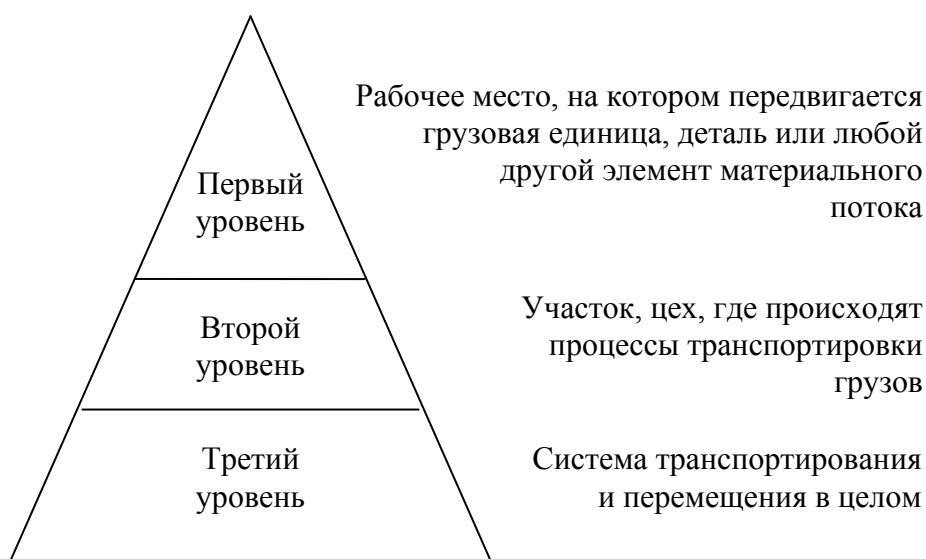 Рабочее место, на котором передвигается
грузовая единица, деталь или любой
другой элемент материального
потока
Первый
уровень
Участок, цех, где происходят
процессы транспортировки
грузов
Второй
уровень
Система транспортирования
и перемещения в целом
Третий
уровень